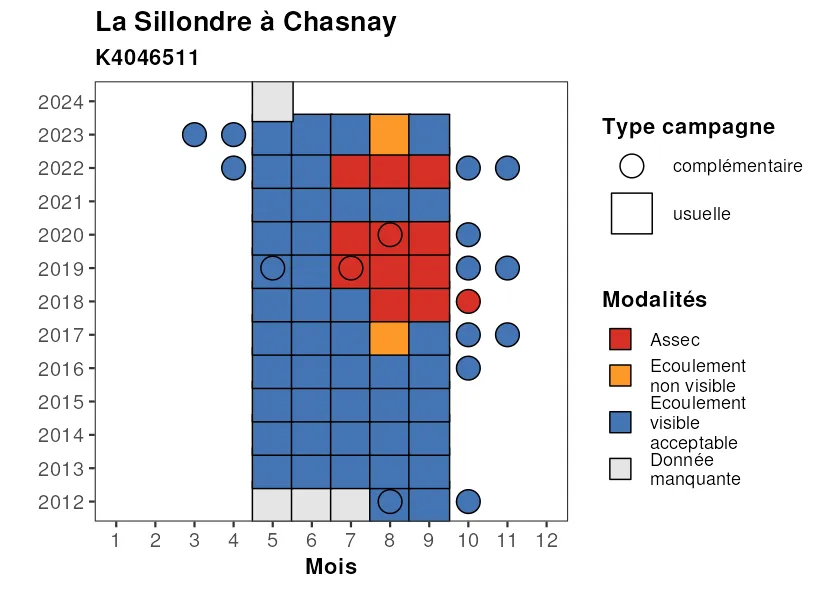 La Sillondre à Chasnay
K4046511
2024
2023
2022
2021
2020
2019
2018
2017
2016
2015
2014
2013
2012
1 2 3 4 5 6 7 8 9 10 11 12
Mois
Type campagne
complémentaire
usuelle
Modalités
Assec
Ecoulement
non visible
Ecoulement
visible
acceptable
Donnée
manquante